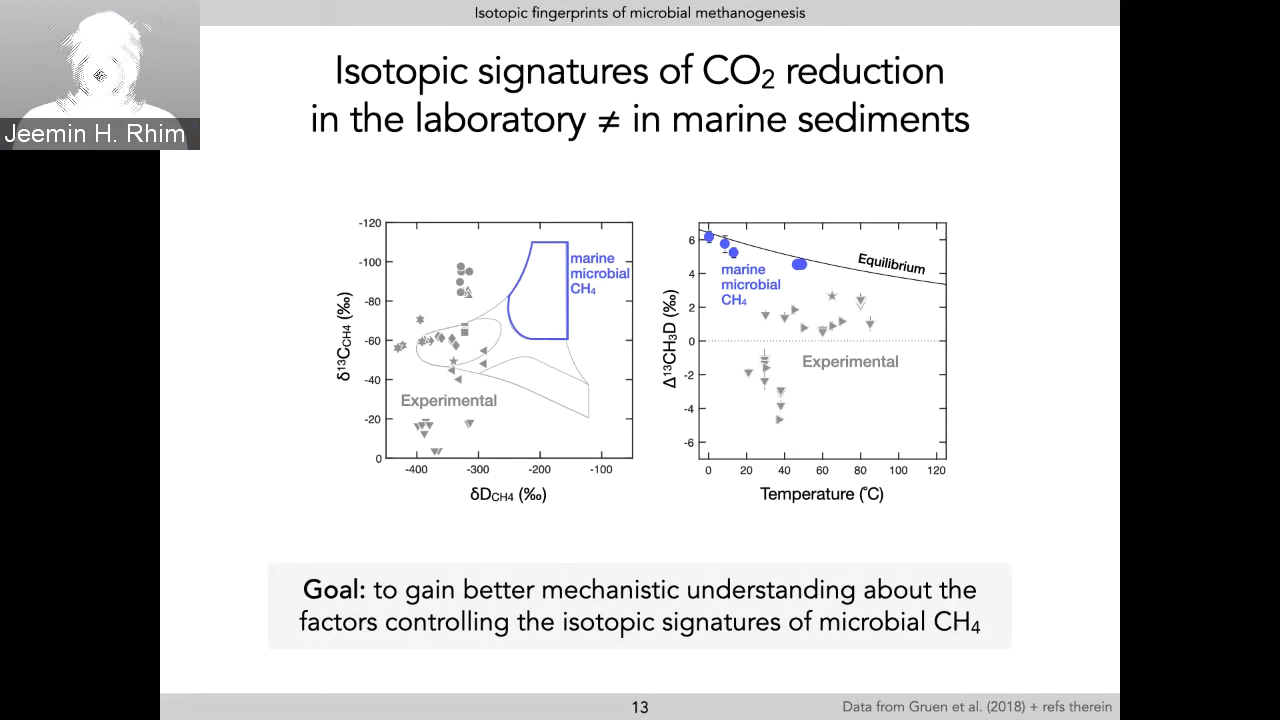 Isotopic fingerprints of microbial methanogenesis
Jeemin H. Rhim
Isotopic signatures of CO₂ reduction
in the laboratory ≠ in marine sediments
-120
-100
-80
-60
-40
-20
0
δ¹³C_CH4 (‰)
marine
microbial
CH₄
Experimental
-400
-300
-200
-100
δD_CH4 (‰)
6
4
2
0
-2
-4
-6
Δ¹³CH₃D (‰)
Equilibrium
marine
microbial
CH₄
Experimental
0
20
40
60
80
100
120
Temperature (°C)
Goal: to gain better mechanistic understanding about the
factors controlling the isotopic signatures of microbial CH₄
13
Data from Gruen et al. (2018) + refs therein